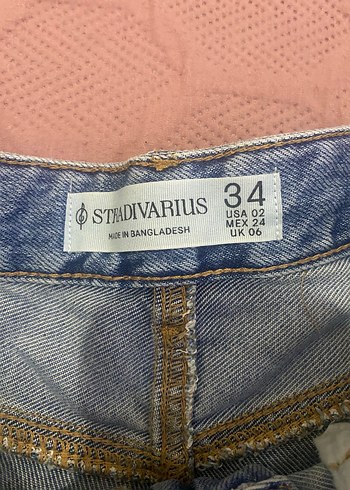 STRADIVARIUS
MADE IN BANGLADESH
34
USA 02
MEX 24
UK 06